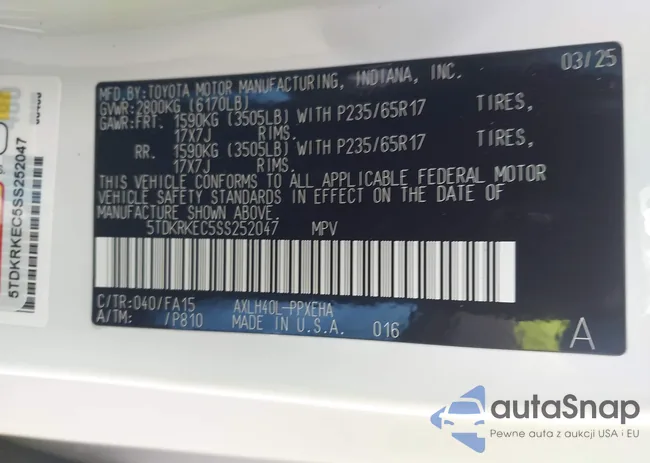 03/25
MFD.BY:TOYOTA MOTOR MANUFACTURING, INDIANA, INC.
GVWR:2800KG (6170LB)
GAWR:FRT. 1590KG (3505LB) WITH P235/65R17 TIRES,
17X7J RIMS.
RR. 1590KG (3505LB) WITH P235/65R17 TIRES,
17X7J RIMS.
THIS VEHICLE CONFORMS TO ALL APPLICABLE FEDERAL MOTOR
VEHICLE SAFETY STANDARDS IN EFFECT ON THE DATE OF
MANUFACTURE SHOWN ABOVE.
5TDKRKEC5SS252047 MPV
C/TR:040/FA15 AXLH40L-PPXEHA
A/TM: /P810 MADE IN U.S.A. 016
A
5TDKRKEC5SS252047
autaSnap
Pewne auta z aukcji USA i EU